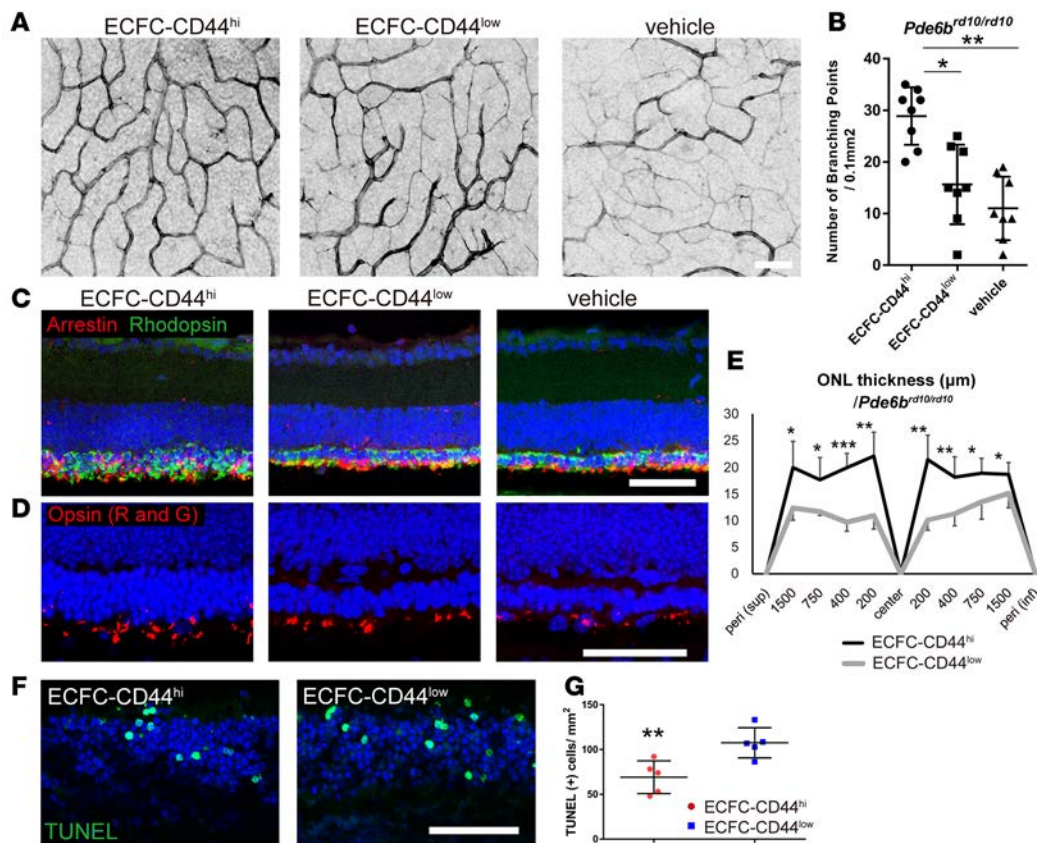 A
ECFC-CD44hi
ECFC-CD44low
vehicle
B
Pde6brd10/rd10
**
*
Number of Branching Points
/ 0.1mm2
40
30
20
10
0
ECFC-CD44hi
ECFC-CD44low
vehicle
C
ECFC-CD44hi
ECFC-CD44low
vehicle
Arrestin Rhodopsin
D
Opsin (R and G)
E
ONL thickness (µm)
/Pde6brd10/rd10
30
25
20
15
10
5
0
* * *** ** ** ** * *
peri (sup) 1500 750 400 200 center 200 400 750 1500 peri (inf)
ECFC-CD44hi
ECFC-CD44low
F
ECFC-CD44hi
ECFC-CD44low
TUNEL
G
TUNEL (+) cells/ mm2
150
100
50
0
**
ECFC-CD44hi
ECFC-CD44low